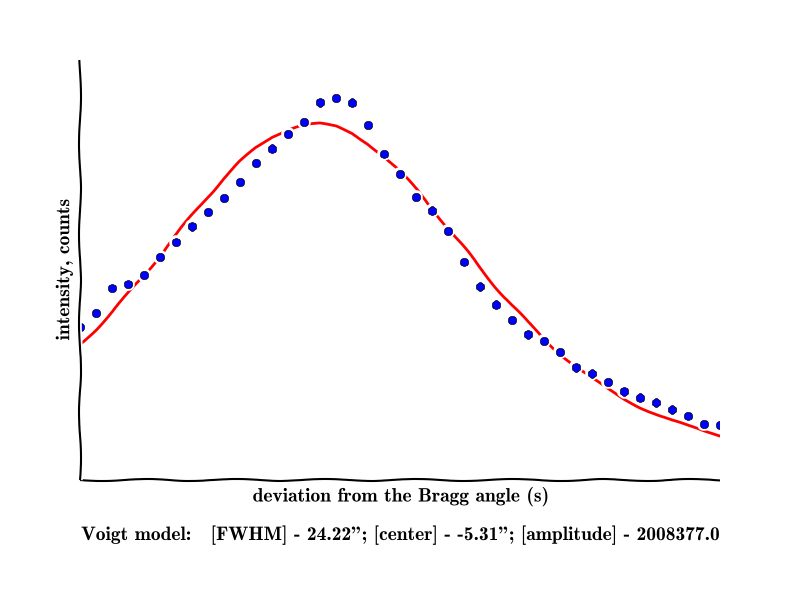 intensity, counts
deviation from the Bragg angle (s)
Voigt model: [FWHM] - 24.22”; [center] - -5.31”; [amplitude] - 2008377.0